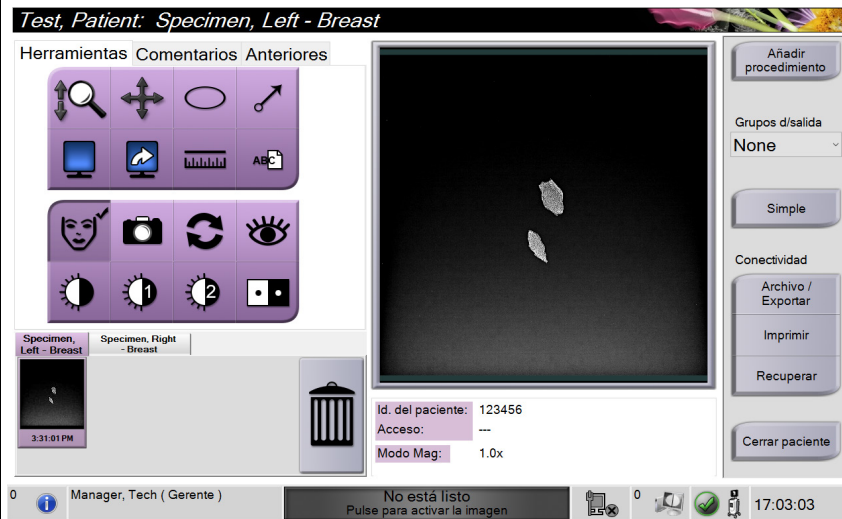 Test, Patient: Specimen, Left - Breast
Herramientas Comentarios Anteriores
ABC
1
2
Specimen,
Left - Breast
Specimen, Right
- Breast
3:31:01 PM
Id. del paciente: 123456
Acceso: ---
Modo Mag: 1.0x
Añadir
procedimiento
Grupos d/salida
None
Simple
Conectividad
Archivo /
Exportar
Imprimir
Recuperar
Cerrar paciente
0
Manager, Tech ( Gerente )
No está listo
Pulse para activar la imagen
0
17:03:03